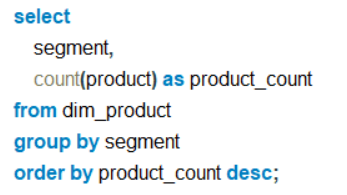 select
segment,
count(product) as product_count
from dim_product
group by segment
order by product_count desc;